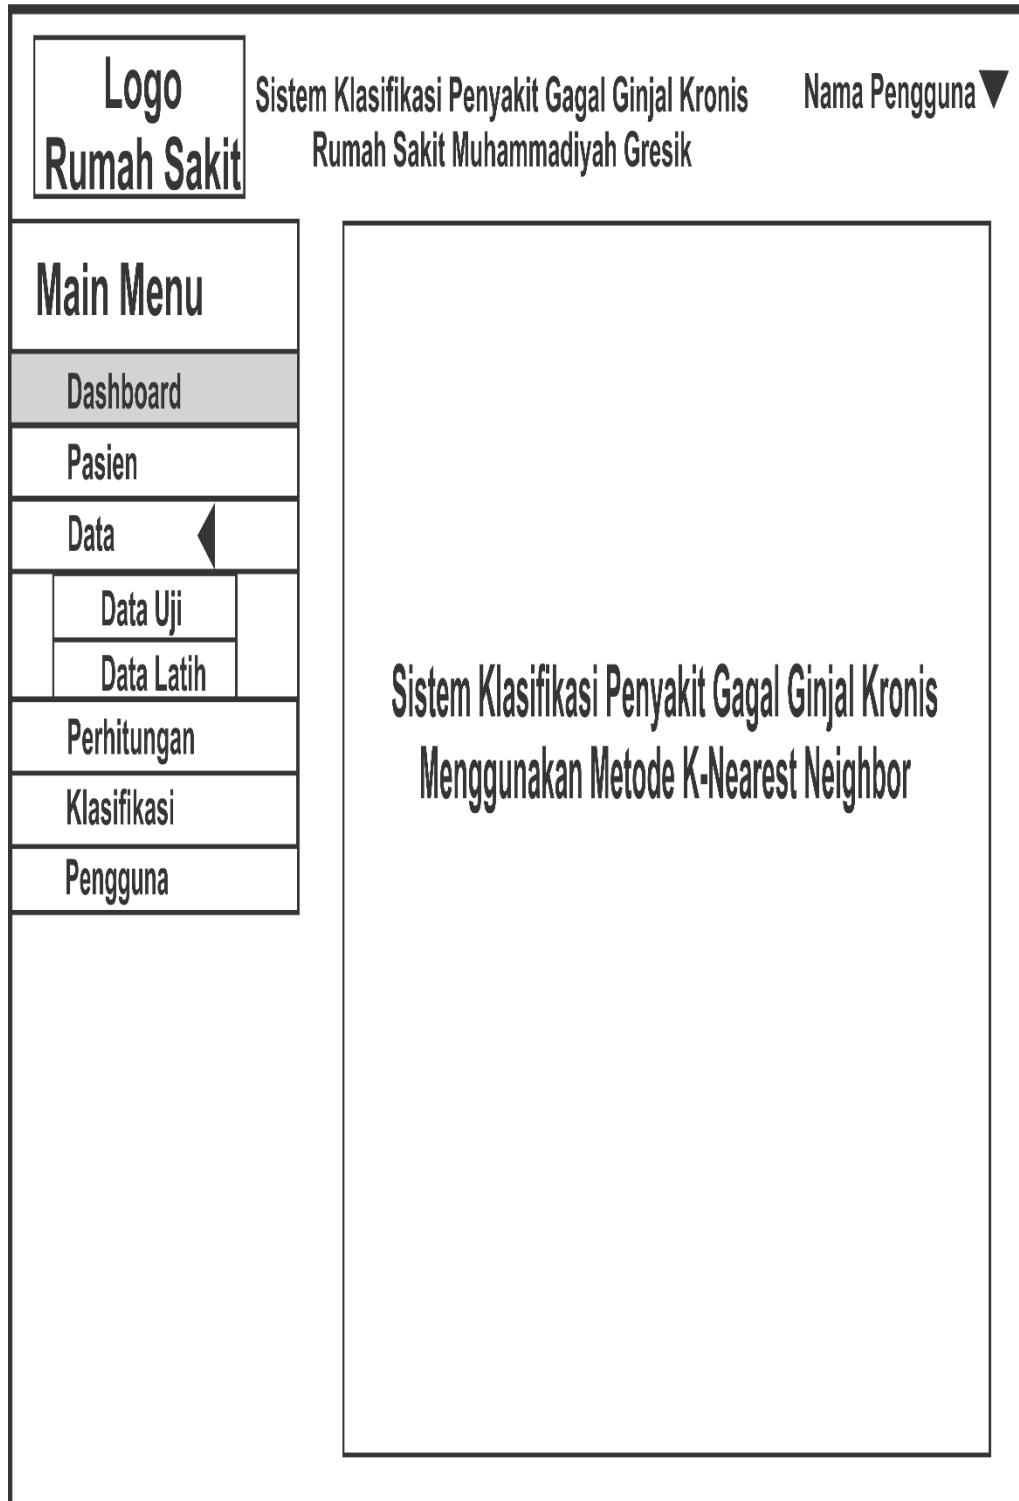 Logo
Rumah Sakit
Sistem Klasifikasi Penyakit Gagal Ginjal Kronis
Rumah Sakit Muhammadiyah Gresik
Nama Pengguna
Main Menu
Dashboard
Pasien
Data
Data Uji
Data Latih
Perhitungan
Klasifikasi
Pengguna
Sistem Klasifikasi Penyakit Gagal Ginjal Kronis
Menggunakan Metode K-Nearest Neighbor